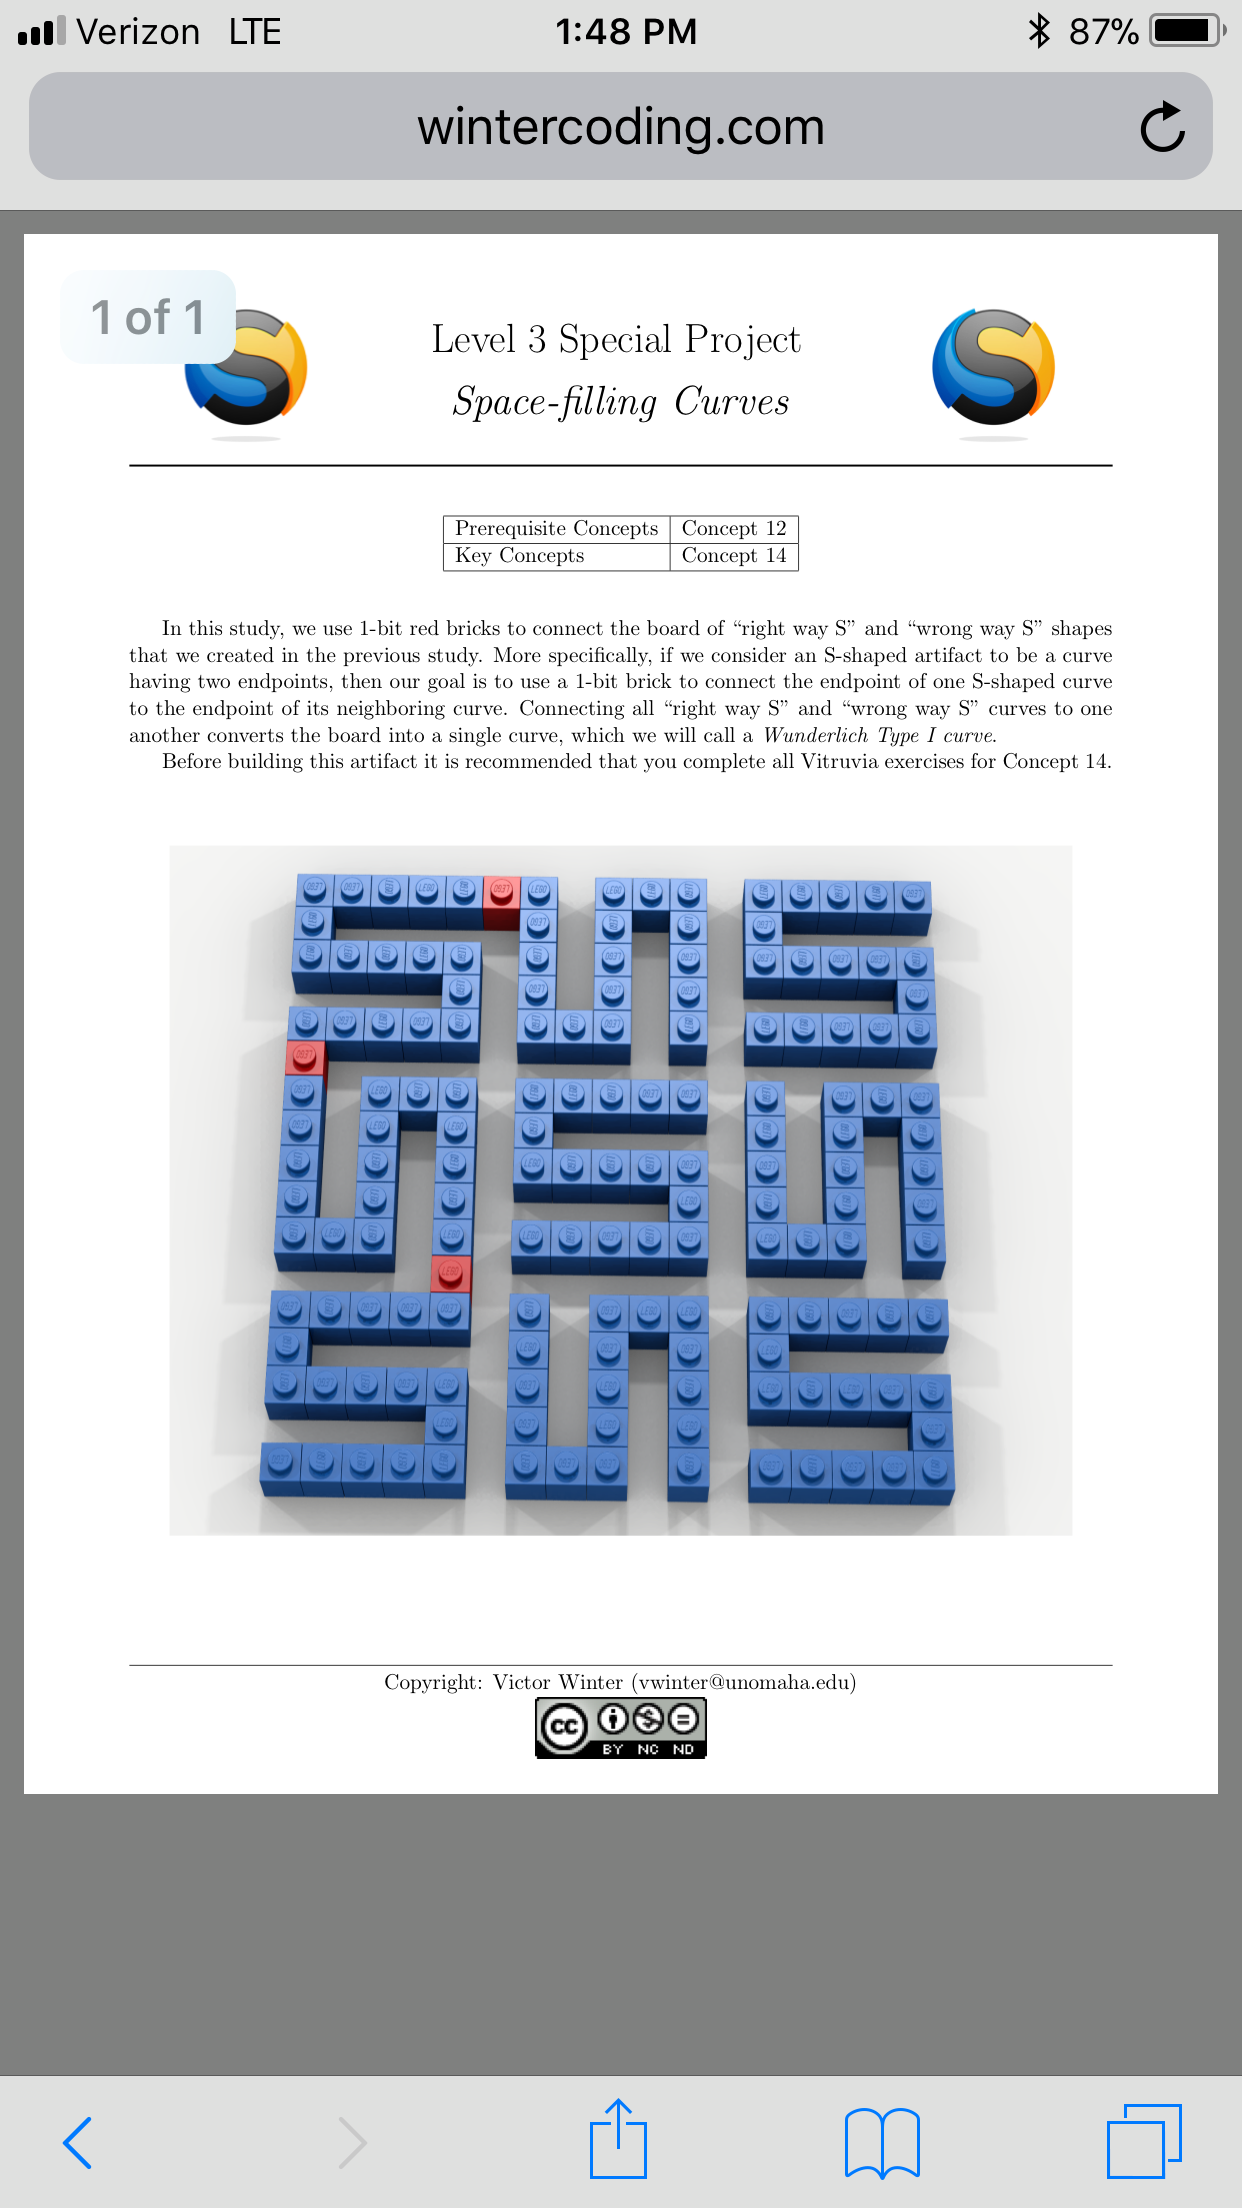 Verizon LTE 1:48 PM 87%
wintercoding.com
1 of 1
Level 3 Special Project
Space-filling Curves
Prerequisite Concepts Concept 12
Key Concepts Concept 14
In this study, we use 1-bit red bricks to connect the board of “right way S” and “wrong way S” shapes
that we created in the previous study. More specifically, if we consider an S-shaped artifact to be a curve
having two endpoints, then our goal is to use a 1-bit brick to connect the endpoint of one S-shaped curve
to the endpoint of its neighboring curve. Connecting all “right way S” and “wrong way S” curves to one
another converts the board into a single curve, which we will call a Wunderlich Type I curve.
Before building this artifact it is recommended that you complete all Vitruvia exercises for Concept 14.
Copyright: Victor Winter (vwinter@unomaha.edu)
cc
BY NC ND